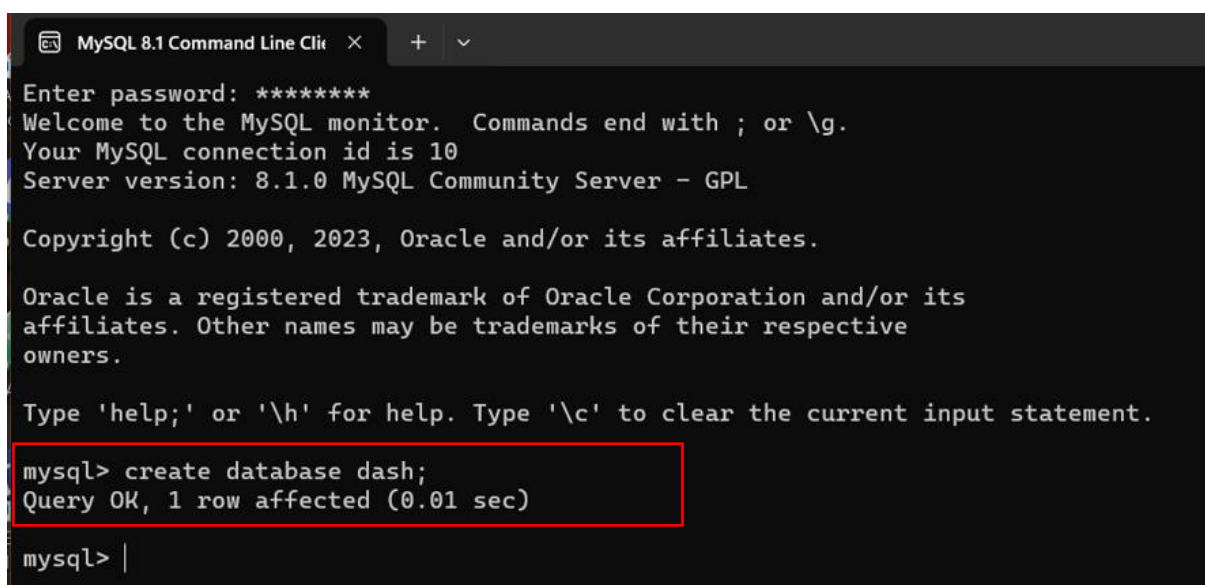 MySQL 8.1 Command Line Clie
Enter password: ********
Welcome to the MySQL monitor.  Commands end with ; or \g.
Your MySQL connection id is 10
Server version: 8.1.0 MySQL Community Server - GPL
Copyright (c) 2000, 2023, Oracle and/or its affiliates.
Oracle is a registered trademark of Oracle Corporation and/or its
affiliates. Other names may be trademarks of their respective
owners.
Type 'help;' or '\h' for help. Type '\c' to clear the current input statement.
mysql> create database dash;
Query OK, 1 row affected (0.01 sec)
mysql>